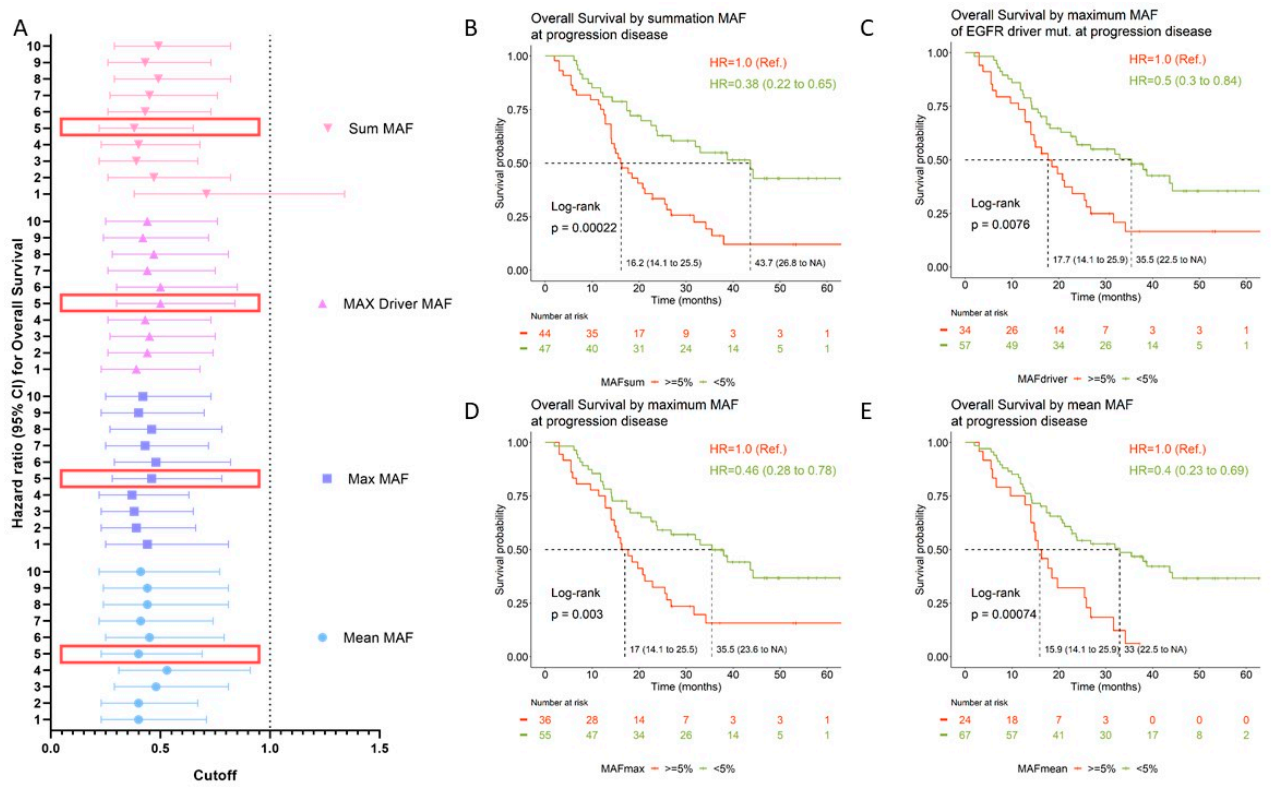 A
Hazard ratio (95% CI) for Overall Survival
10
9
8
7
6
5
4
3
2
1
10
9
8
7
6
5
4
3
2
1
10
9
8
7
6
5
4
3
2
1
10
9
8
7
6
5
4
3
2
1
Sum MAF
MAX Driver MAF
Max MAF
Mean MAF
0.0 0.5 1.0 1.5
Cutoff
B
Overall Survival by summation MAF
at progression disease
HR=1.0 (Ref.)
HR=0.38 (0.22 to 0.65)
Survival probability
1.00
0.75
0.50
0.25
0.00
Log-rank
p = 0.00022
16.2 (14.1 to 25.5) 43.7 (26.8 to NA)
0 10 20 30 40 50 60
Time (months)
Number at risk
44 35 17 9 3 3 1
47 40 31 24 14 5 1
MAFsum >=5% <5%
C
Overall Survival by maximum MAF
of EGFR driver mut. at progression disease
HR=1.0 (Ref.)
HR=0.5 (0.3 to 0.84)
Survival probability
1.00
0.75
0.50
0.25
0.00
Log-rank
p = 0.0076
17.7 (14.1 to 25.9) 35.5 (22.5 to NA)
0 10 20 30 40 50 60
Time (months)
Number at risk
34 26 14 7 3 3 1
57 49 34 26 14 5 1
MAFdriver >=5% <5%
D
Overall Survival by maximum MAF
at progression disease
HR=1.0 (Ref.)
HR=0.46 (0.28 to 0.78)
Survival probability
1.00
0.75
0.50
0.25
0.00
Log-rank
p = 0.003
17 (14.1 to 25.5) 35.5 (23.6 to NA)
0 10 20 30 40 50 60
Time (months)
Number at risk
36 28 14 7 3 3 1
55 47 34 26 14 5 1
MAFmax >=5% <5%
E
Overall Survival by mean MAF
at progression disease
HR=1.0 (Ref.)
HR=0.4 (0.23 to 0.69)
Survival probability
1.00
0.75
0.50
0.25
0.00
Log-rank
p = 0.00074
15.9 (14.1 to 25.9) 33 (22.5 to NA)
0 10 20 30 40 50 60
Time (months)
Number at risk
24 18 7 3 0 0 0
67 57 41 30 17 8 2
MAFmean >=5% <5%